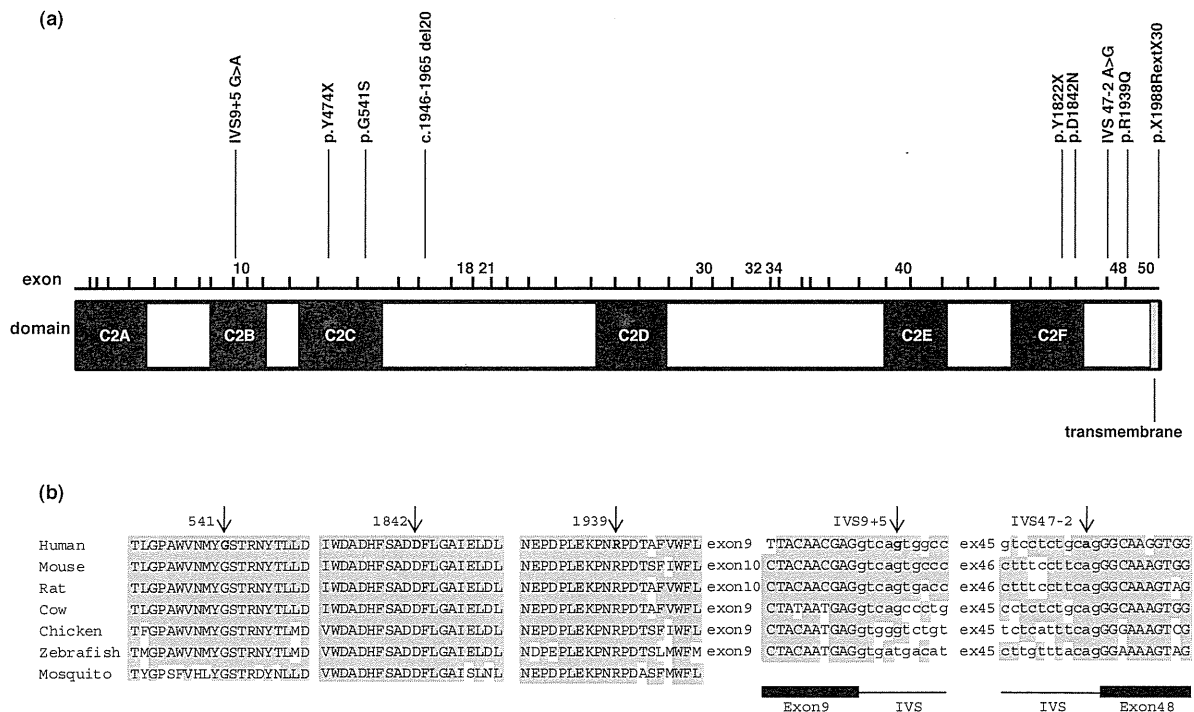 (a)
IVS9+5 G>A
p.Y474X
p.G541S
c.1946-1965 del20
p.Y1822X
p.D1842N
IVS 47-2 A>G
p.R1939Q
p.X1988RextX30
exon 10 18 21 30 32 34 40 48 50
domain C2A C2B C2C C2D C2E C2F
transmembrane
(b)
541 1842 1939 IVS9+5 IVS47-2
Human TLGPAWVNMYGSTRNYTLLD IWDADHFSADDFLGAIELDL NEPDPLEKPNRPDTAFVWFL exon9 TTACAACGAGgtcagtggcc ex45 gtcctctgcagGGCAAGGTGG
Mouse TLGPAWVNMYGSTRNYTLLD IWDADHFSADDFLGAIELDL NEPDPLEKPNRPDTSFIWFL exon10 CTACAACGAGgtcagtgccc ex46 ctttccttcagGGCAAAGTGG
Rat TLGPAWVNMYGSTRNYTLLD IWDADHFSADDFLGAIELDL NEPDPLEKPNRPDTAFVWFL exon10 CTACAACGAGgtcagtgacc ex46 cttttccttcagGGCAAAGTAG
Cow TLGPAWVNMYGSTRNYTLLD IWDADHFSADDFLGAIELDL NEPDPLEKPNRPDTAFVWFL exon9 CTATAATGAGgtcagccctg ex45 cctctctgcagGGCAAAGTGG
Chicken TFGPAWVNMYGSTRNYTLMD VWDADHFSADDFLGAIELDL NEPDPLEKPNRPDTSFIWFL exon9 CTACAATGAGgtgggtctgt ex45 tctcatttcagGGGAAAGTCG
Zebrafish TMGPAWVNMYGSTRNYTLMD VWDADHFSADDFLGAIELDL NDPEPLEKPNRPDTSLMWFM exon9 CTACAATGAGgtgatgacat ex45 cttgtttacagGGAAAAGTAG
Mosquito TYGPSFVHLYGSTRDYNLLD VWDADHFSADDFLGAISLNL NEPDPLEKPNRPDASFMWFL
Exon9 IVS IVS Exon48